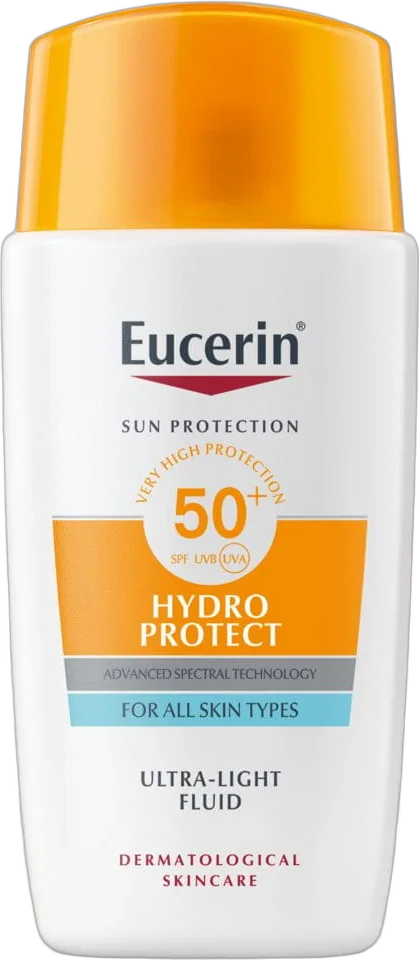 Eucerin®
SUN PROTECTION
VERY HIGH PROTECTION
50+
SPF UVB UVA
HYDRO
PROTECT
ADVANCED SPECTRAL TECHNOLOGY
FOR ALL SKIN TYPES
ULTRA-LIGHT
FLUID
DERMATOLOGICAL
SKINCARE